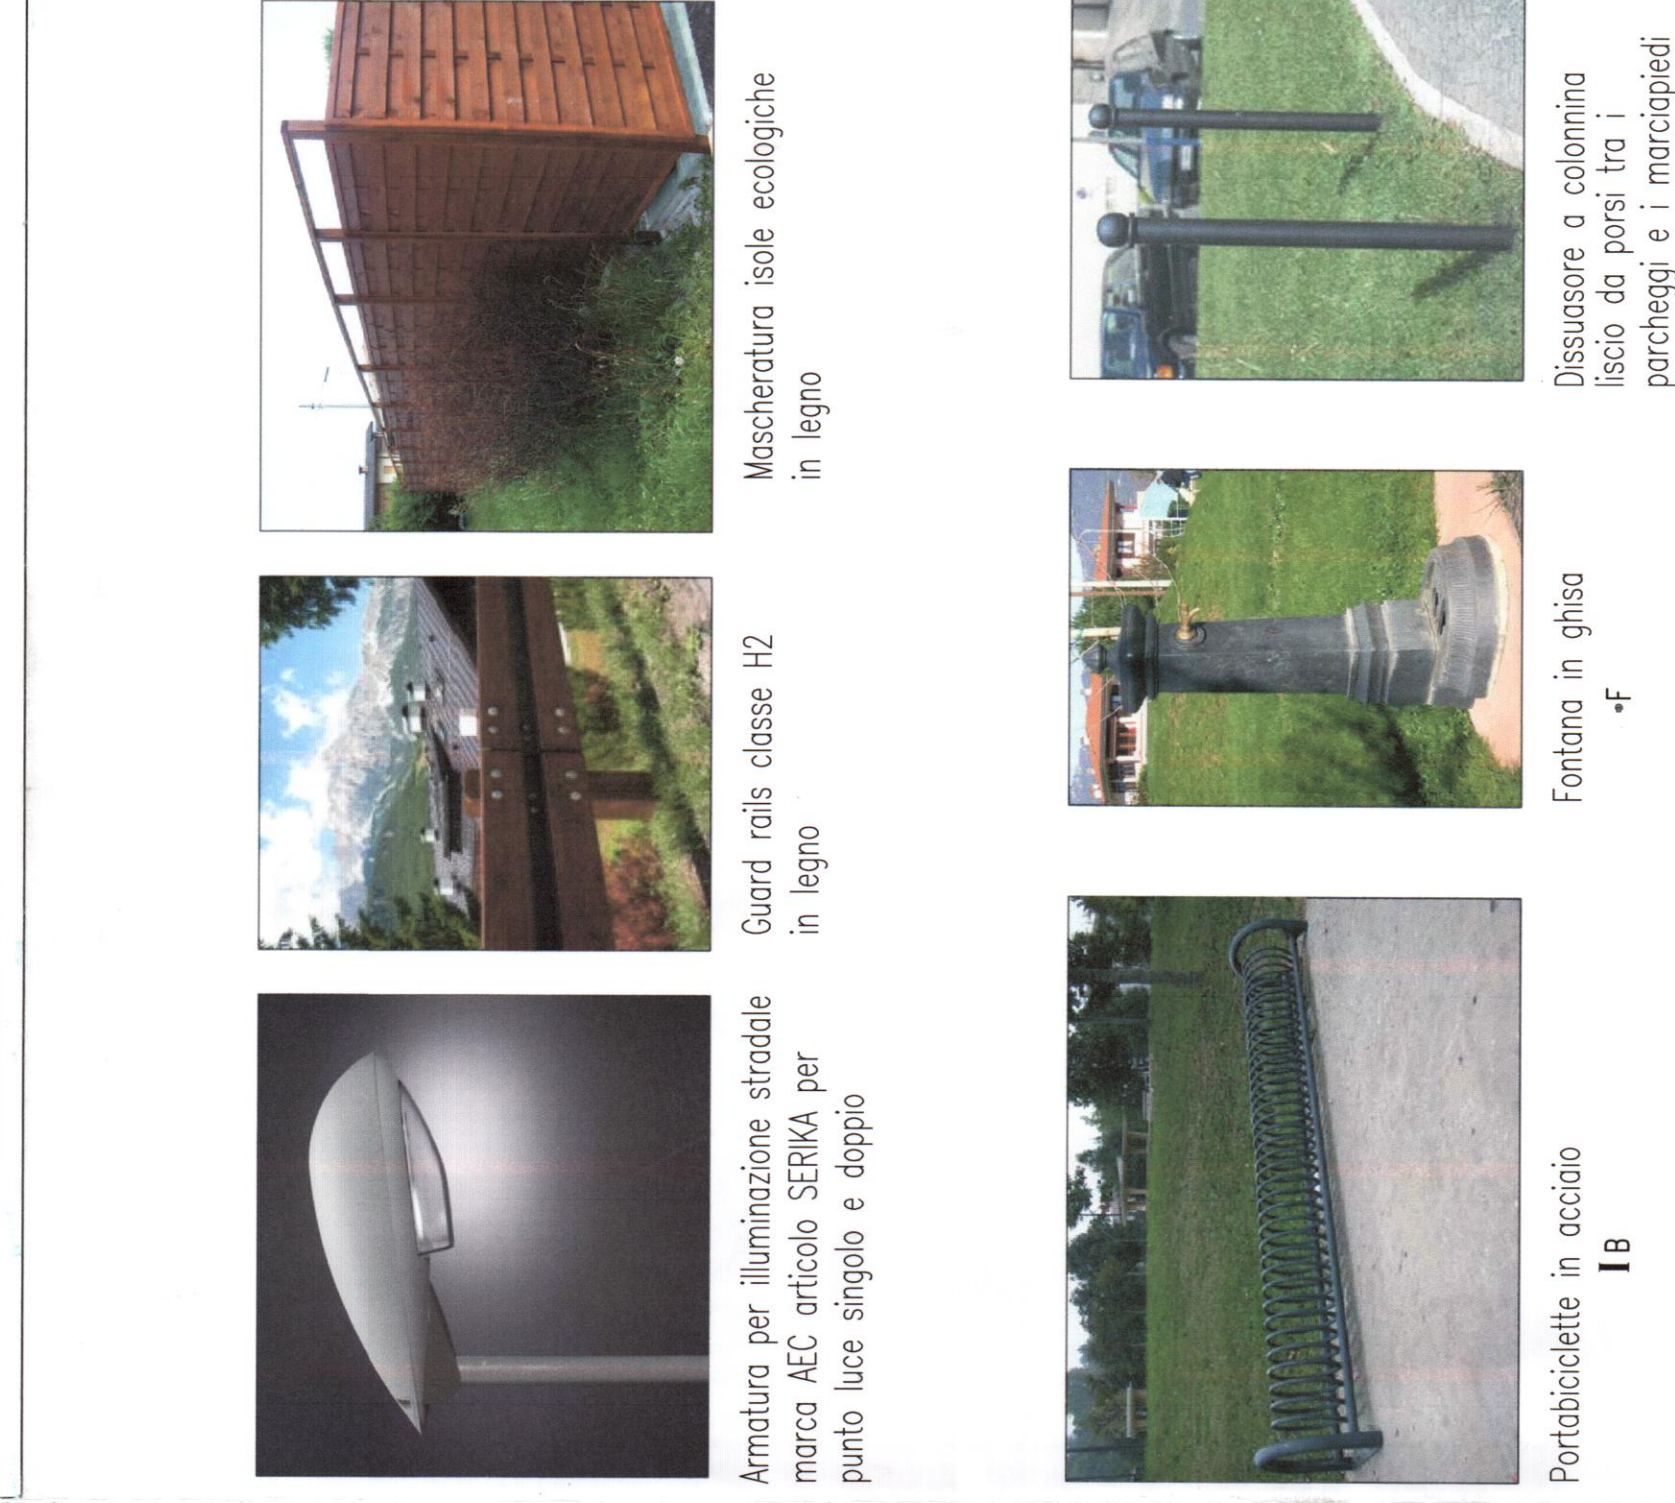 Armatura per illuminazione stradale
marca AEC articolo SERIKA per
punto luce singolo e doppio
Guard rails classe H2
in legno
Mascheratura isole ecologiche
in legno
Portabiciclette in acciaio
I B
Fontana in ghisa
F
Dissuasore a colonnina
liscio da porsi tra i
parcheggi e i marciapiedi